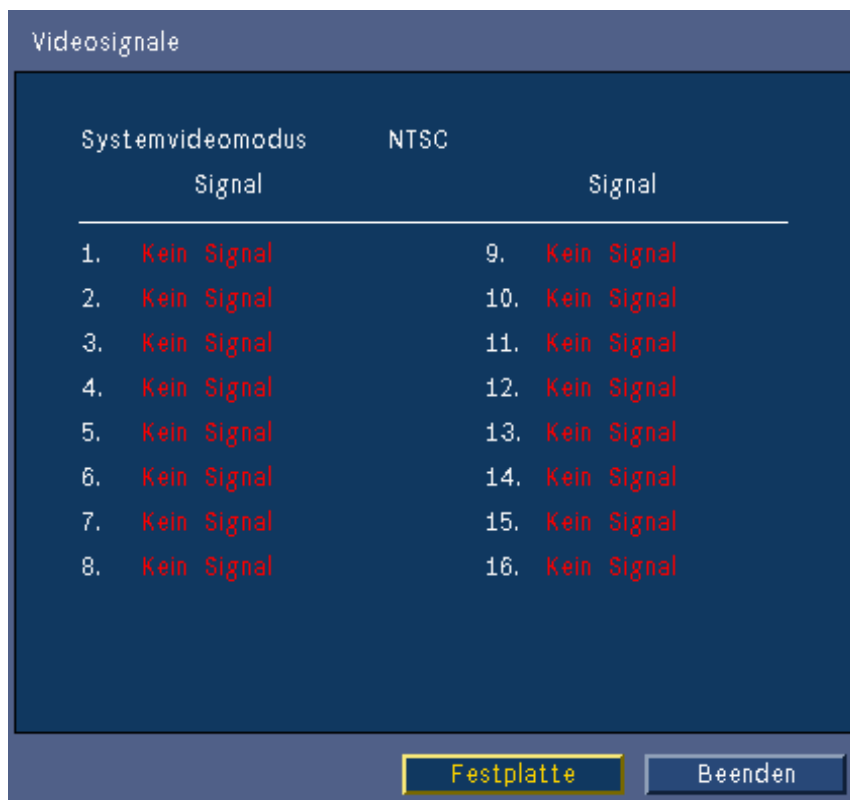 Videosignale
Systemvideomodus NTSC
Signal Signal
1. Kein Signal 9. Kein Signal
2. Kein Signal 10. Kein Signal
3. Kein Signal 11. Kein Signal
4. Kein Signal 12. Kein Signal
5. Kein Signal 13. Kein Signal
6. Kein Signal 14. Kein Signal
7. Kein Signal 15. Kein Signal
8. Kein Signal 16. Kein Signal
Festplatte Beenden